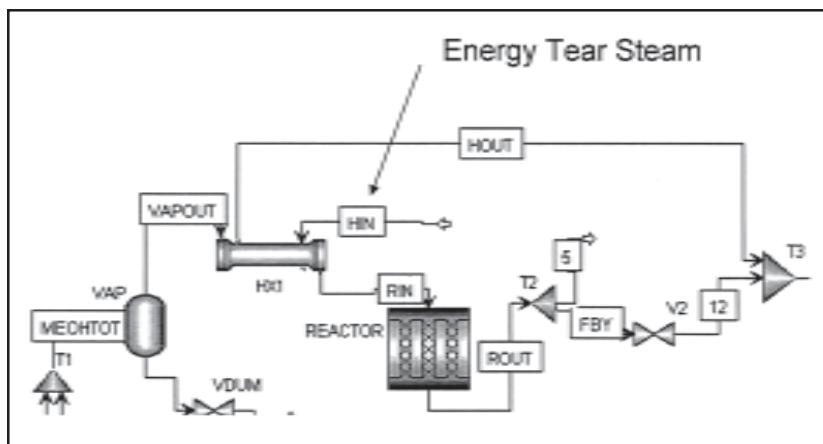 Energy Tear Steam
HOUT
VAPOUT
HIN
5
T3
VAP
HX1
RIN
T2
12
V2
MEOHTOT
REACTOR
FBY
T1
ROUT
VDUM